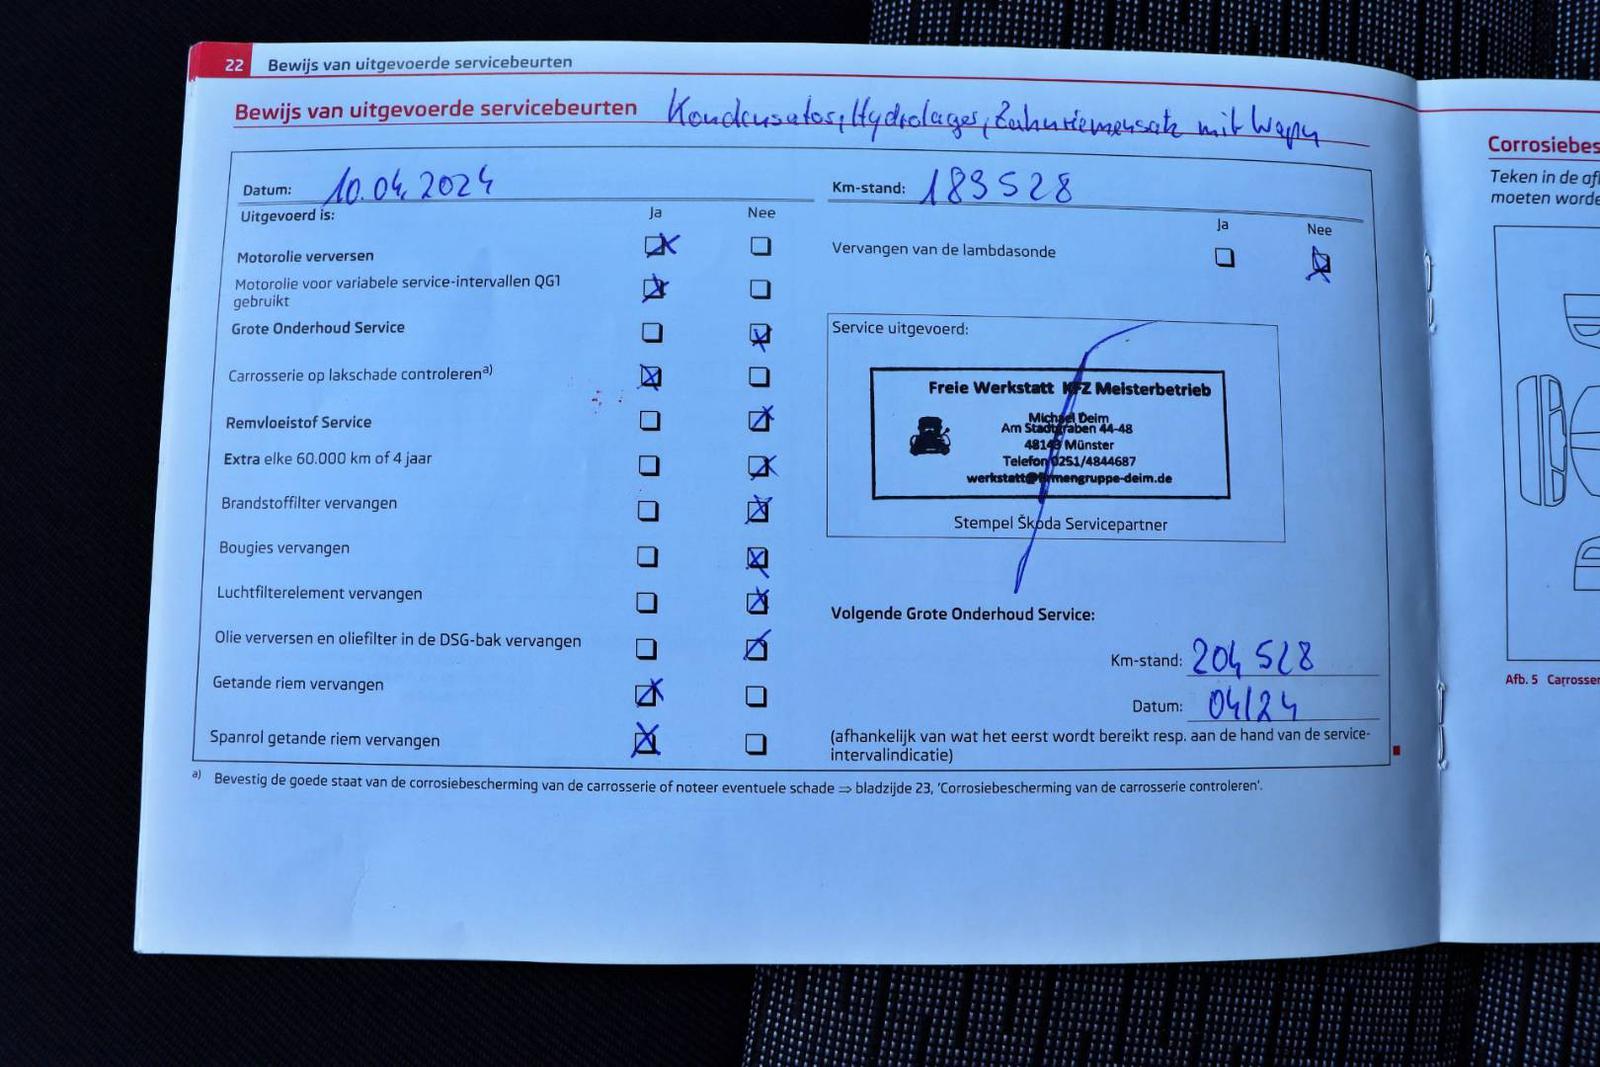 22 Bewijs van uitgevoerde servicebeurten
Bewijs van uitgevoerde servicebeurten
Kondensator, Hydrolager, Zahnriemensatz mit Wapu
Datum: 10.04.2024
Km-stand: 183528
Uitgevoerd is: Ja Nee
Motorolie verversen
Motorolie voor variabele service-intervallen QG1
gebruikt
Grote Onderhoud Service
Carrosserie op lakschade controleren a)
Remvloeistof Service
Extra elke 60.000 km of 4 jaar
Brandstoffilter vervangen
Bougies vervangen
Luchtfilterelement vervangen
Olie verversen en oliefilter in de DSG-bak vervangen
Getande riem vervangen
Spanrol getande riem vervangen
Ja Nee
Vervangen van de lambdasonde
Service uitgevoerd:
Freie Werkstatt KFZ Meisterbetrieb
Michael Deim
Am Stadtgraben 44-48
48143 Münster
Telefon 0251/4844687
werkstatt@firmengruppe-deim.de
Stempel Škoda Servicepartner
Volgende Grote Onderhoud Service:
Km-stand: 204 528
Datum: 04/24
(afhankelijk van wat het eerst wordt bereikt resp. aan de hand van de service-
intervalindicatie)
a) Bevestig de goede staat van de corrosiebescherming van de carrosserie of noteer eventuele schade ⇒ bladzijde 23, 'Corrosiebescherming van de carrosserie controleren'.
Corrosiebes
Teken in de af
moeten worde
Afb. 5 Carrosser